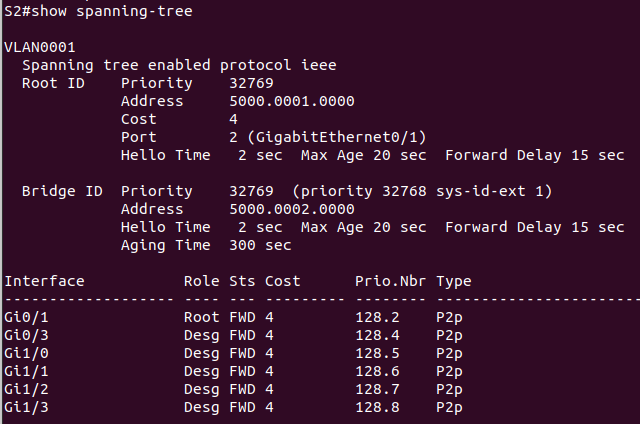 S2#show spanning-tree
VLAN0001
  Spanning tree enabled protocol ieee
  Root ID    Priority    32769
             Address     5000.0001.0000
             Cost        4
             Port        2 (GigabitEthernet0/1)
             Hello Time   2 sec  Max Age 20 sec  Forward Delay 15 sec
  Bridge ID  Priority    32769  (priority 32768 sys-id-ext 1)
             Address     5000.0002.0000
             Hello Time   2 sec  Max Age 20 sec  Forward Delay 15 sec
             Aging Time  300 sec
Interface           Role Sts Cost      Prio.Nbr Type
------------------- ---- --- --------- -------- -----------------------
Gi0/1               Root FWD 4         128.2    P2p
Gi0/3               Desg FWD 4         128.4    P2p
Gi1/0               Desg FWD 4         128.5    P2p
Gi1/1               Desg FWD 4         128.6    P2p
Gi1/2               Desg FWD 4         128.7    P2p
Gi1/3               Desg FWD 4         128.8    P2p